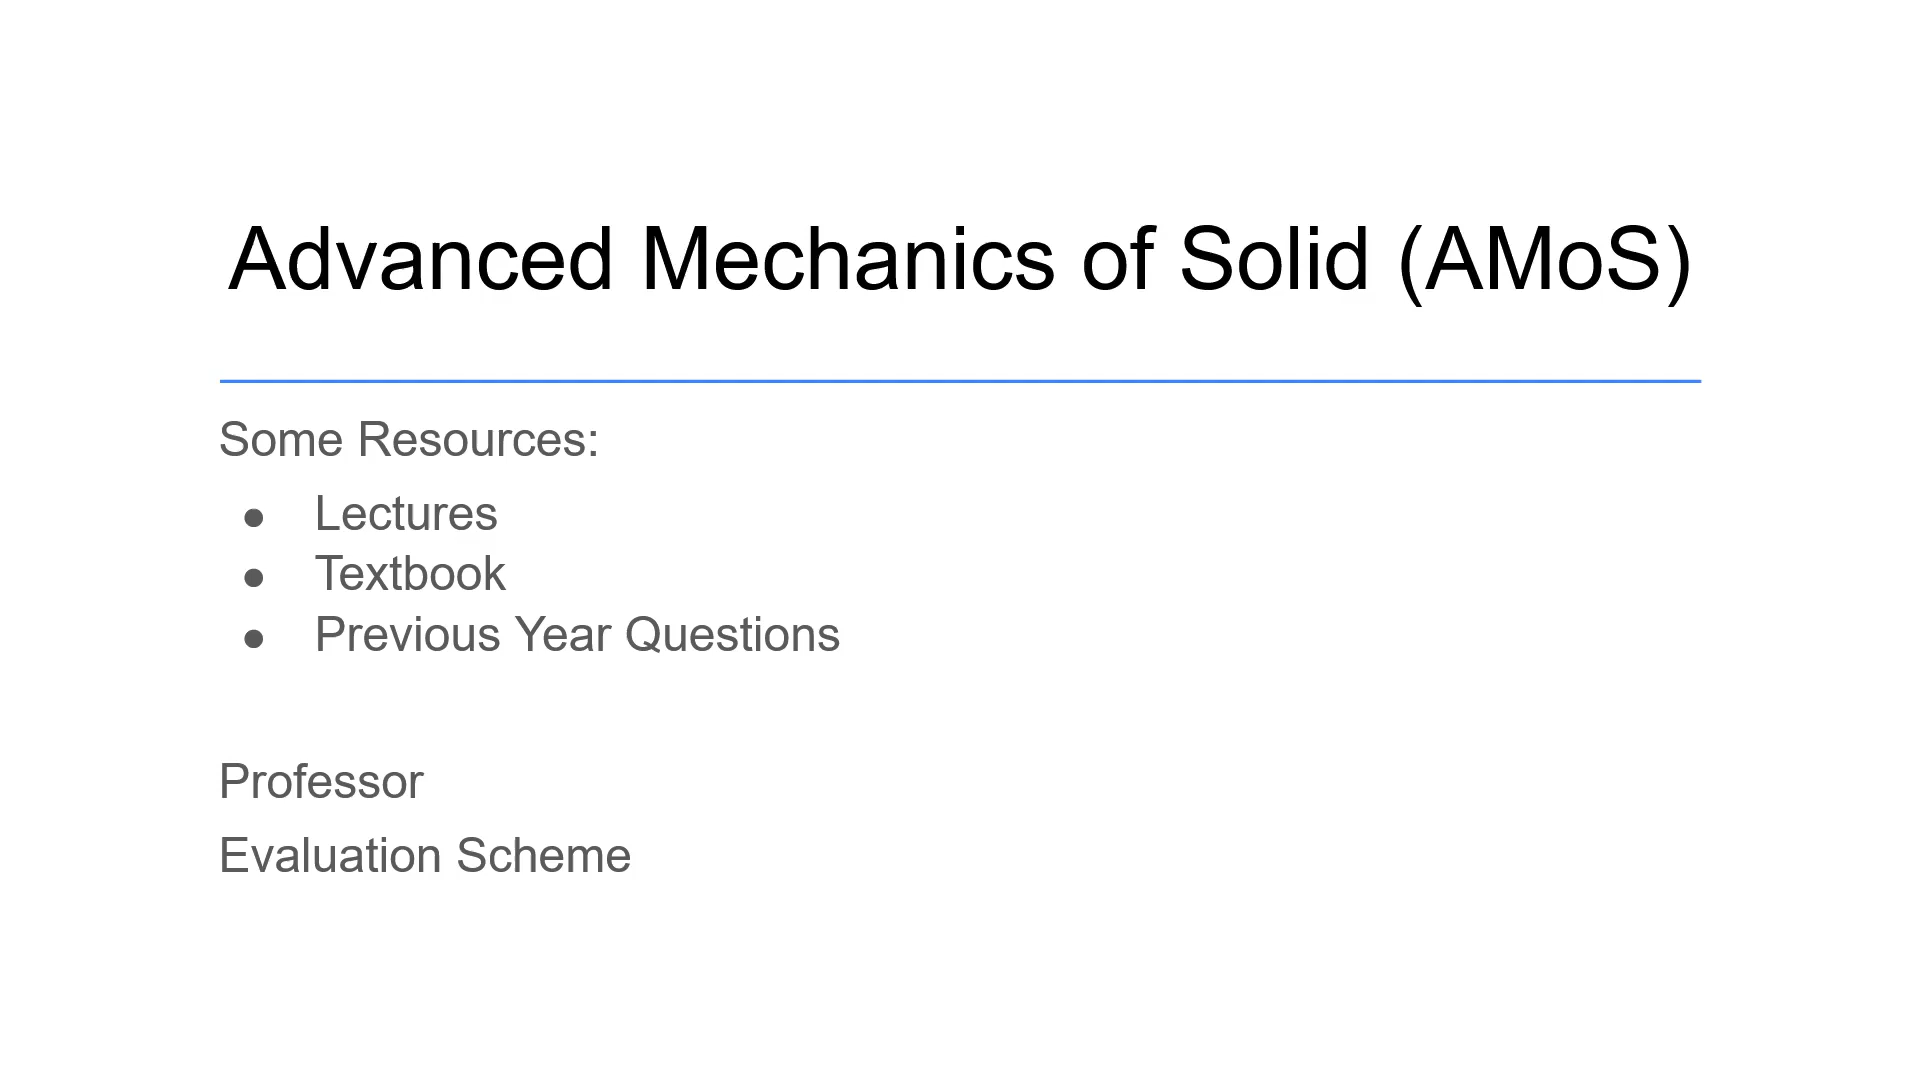 Advanced Mechanics of Solid (AMoS)
Some Resources:
● Lectures
● Textbook
● Previous Year Questions
Professor
Evaluation Scheme